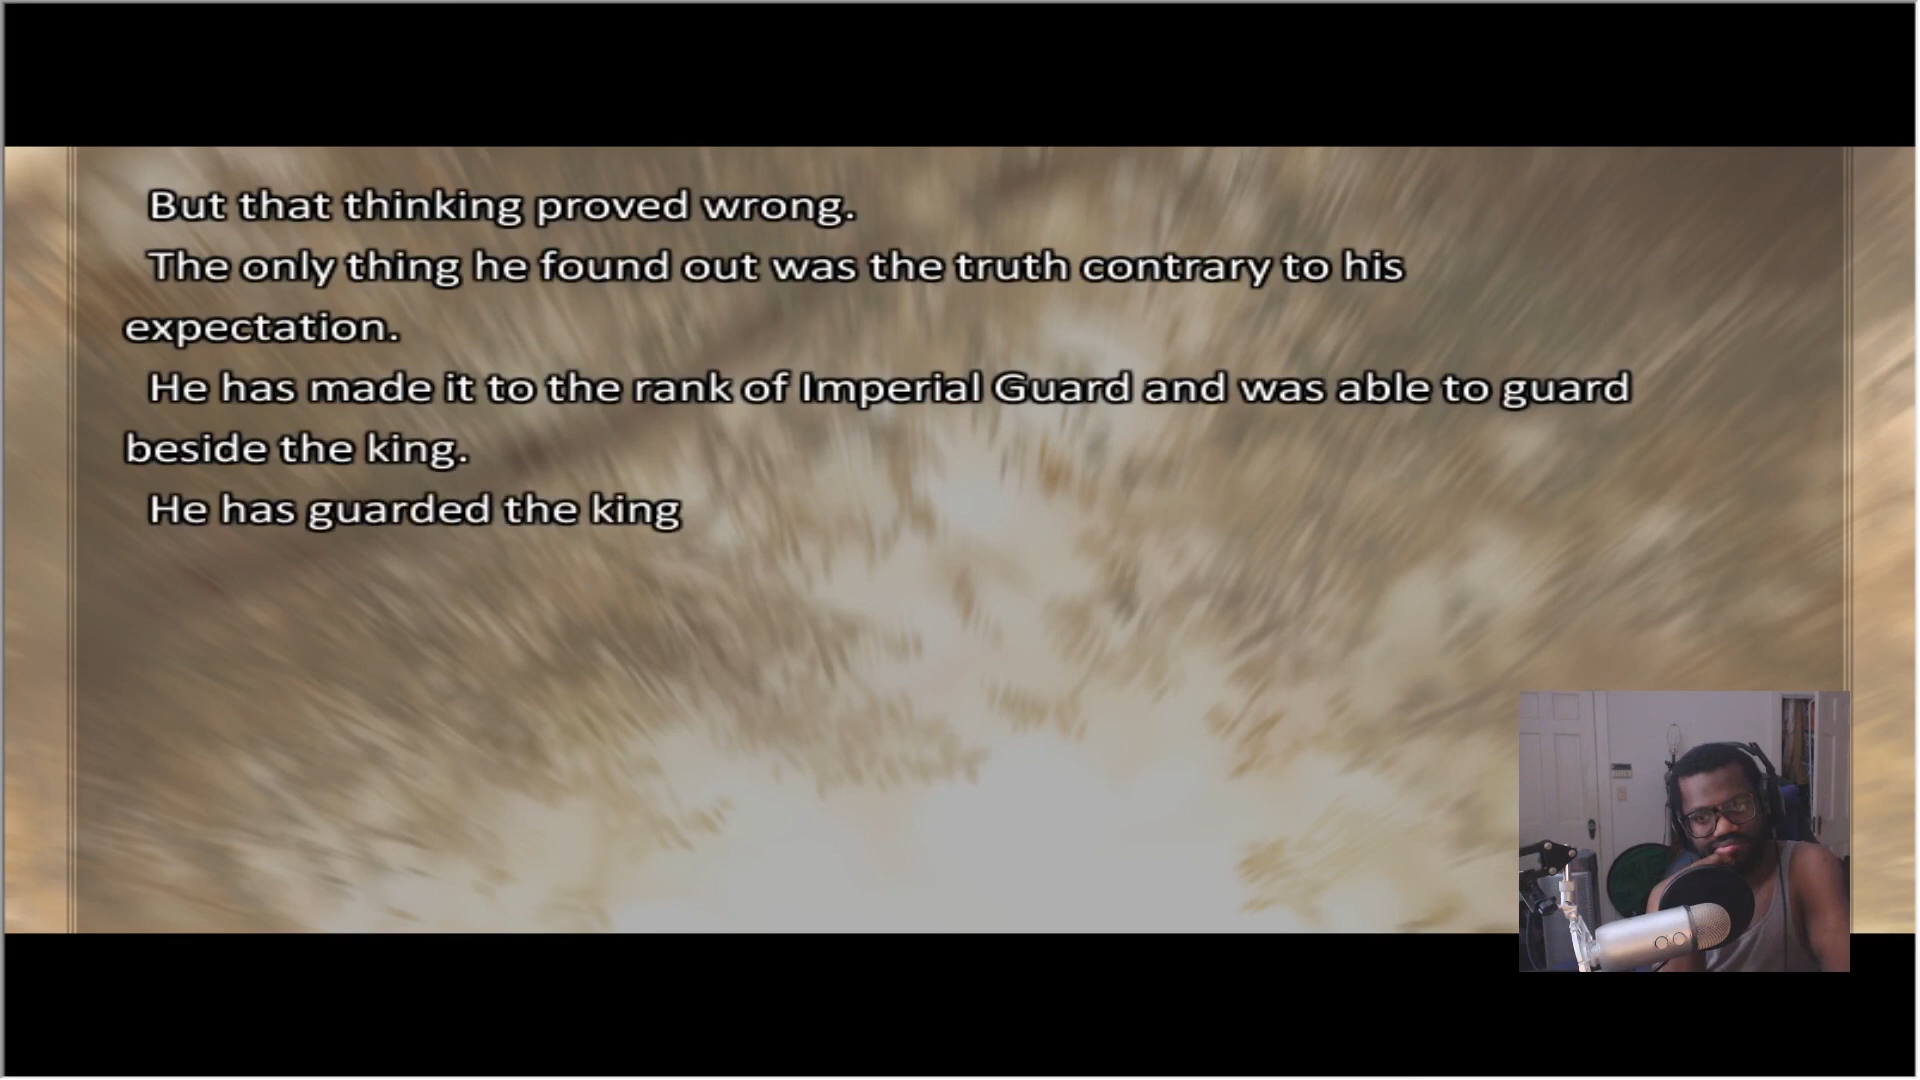 But that thinking proved wrong.
The only thing he found out was the truth contrary to his
expectation.
He has made it to the rank of Imperial Guard and was able to guard
beside the king.
He has guarded the king